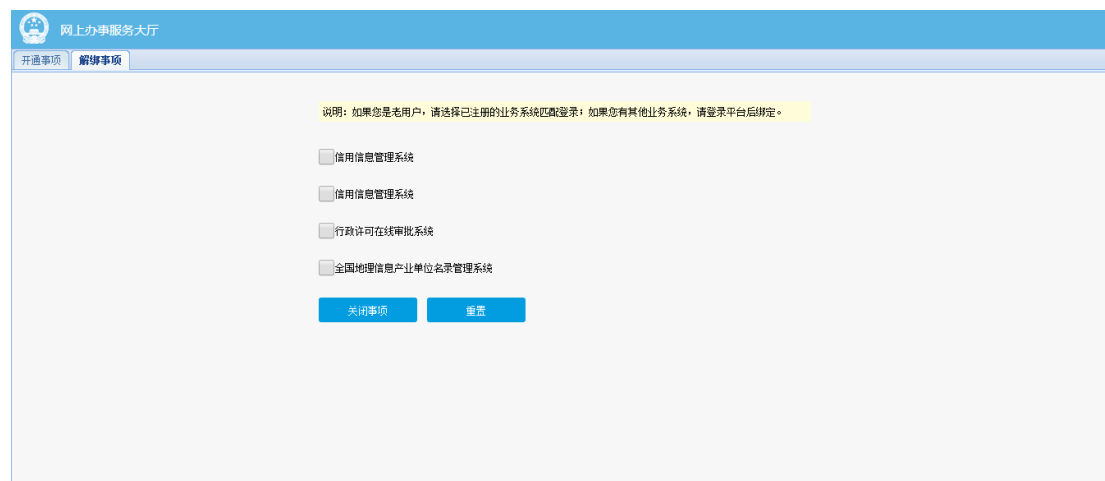 网上办事服务大厅
开通事项 解绑事项
说明：如果您是老用户，请选择已注册的业务系统匹配登录；如果您有其他业务系统，请登录平台后绑定。
信用信息管理系统
信用信息管理系统
行政许可在线审批系统
全国地理信息产业单位名录管理系统
关闭事项 重置